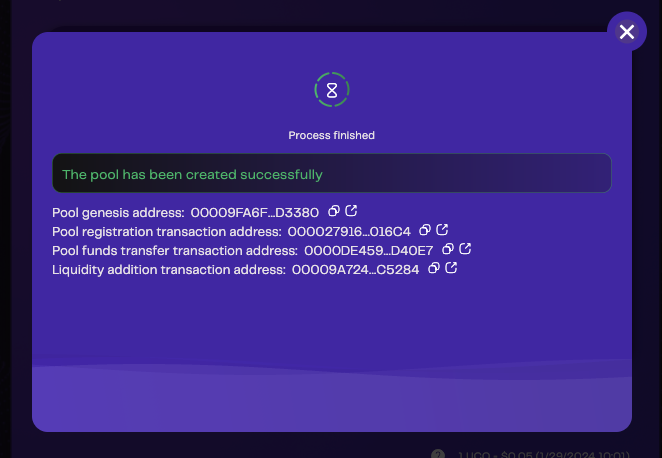 Process finished
The pool has been created successfully
Pool genesis address: 00009FA6F...D3380
Pool registration transaction address: 000027916...016C4
Pool funds transfer transaction address: 0000DE459...D40E7
Liquidity addition transaction address: 00009A724...C5284
1 UCO = $0.05 (1/29/2024 10:01)